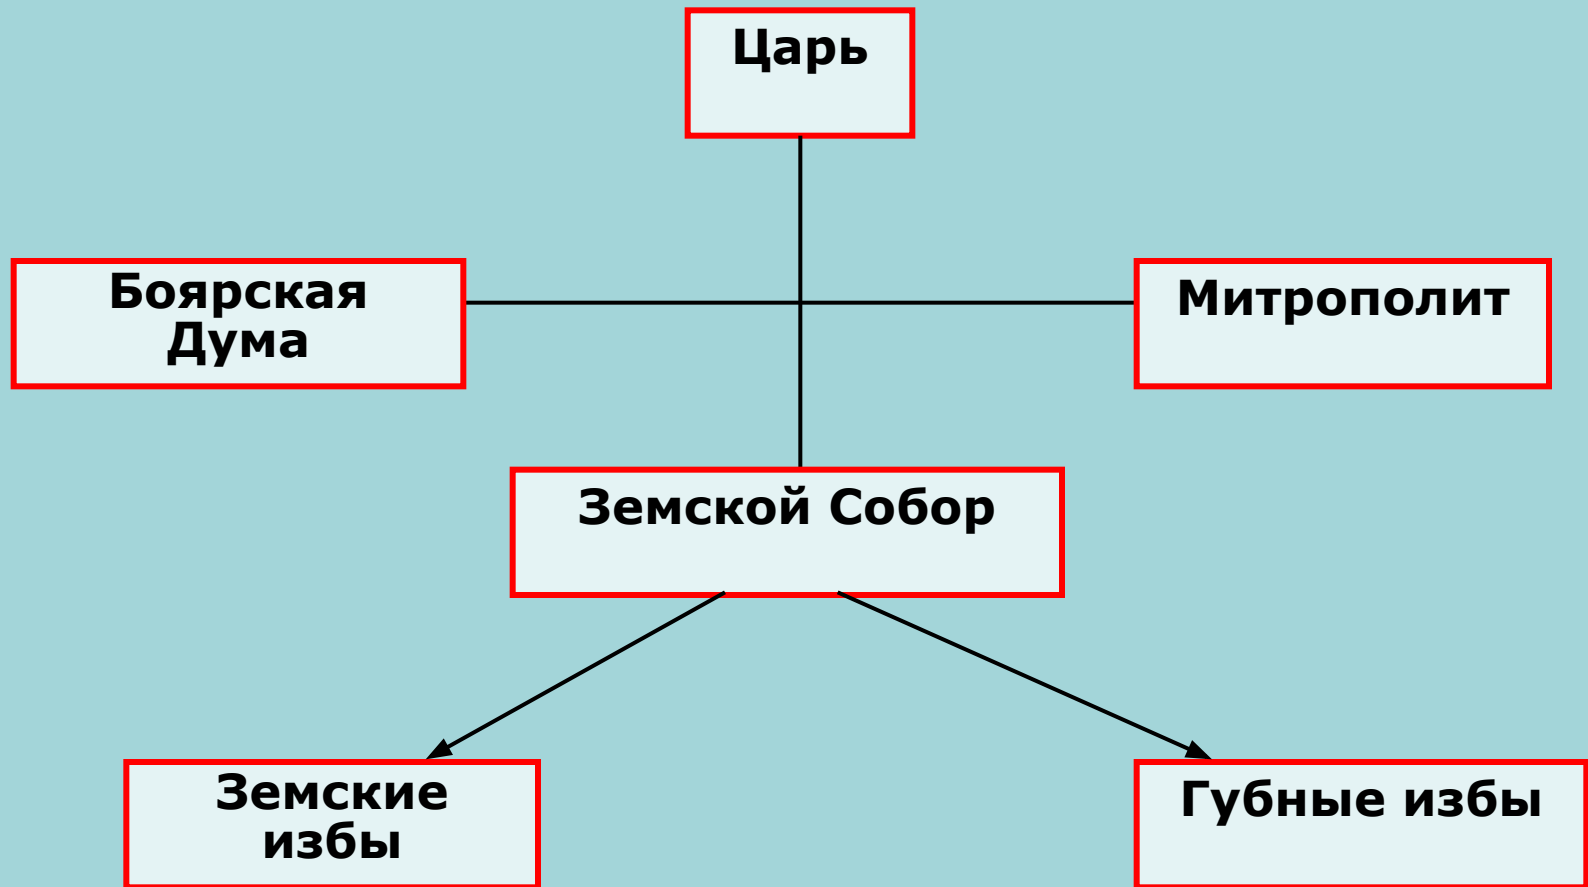 Царь
Боярская
Дума
Митрополит
Земской Собор
Земские
избы
Губные избы